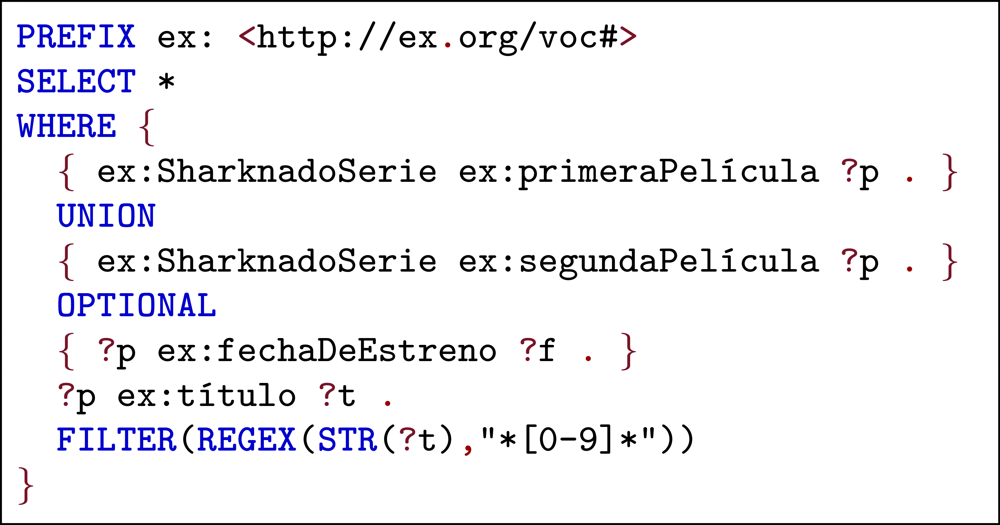 PREFIX ex: <http://ex.org/voc#>
SELECT *
WHERE {
{ ex:SharknadoSerie ex:primeraPelícula ?p . }
UNION
{ ex:SharknadoSerie ex:segundaPelícula ?p . }
OPTIONAL
{ ?p ex:fechaDeEstreno ?f . }
?p ex:título ?t .
FILTER(REGEX(STR(?t),"*[0-9]*"))
}